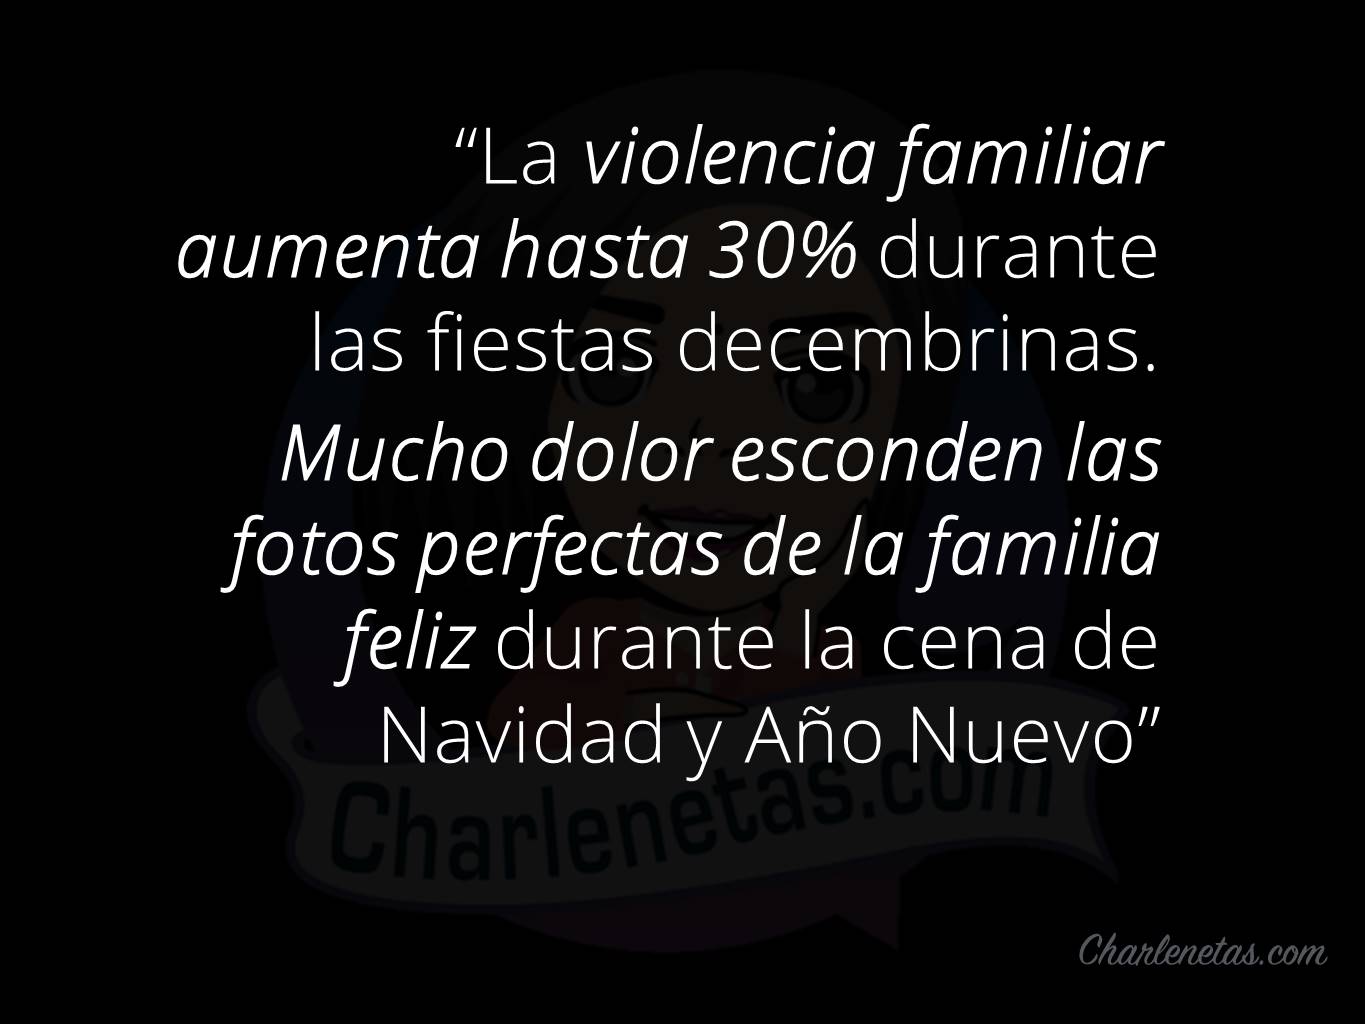 “La violencia familiar
aumenta hasta 30% durante
las fiestas decembrinas.
Mucho dolor esconden las
fotos perfectas de la familia
feliz durante la cena de
Navidad y Año Nuevo”
Charlenetas.com
Charlenetas.com